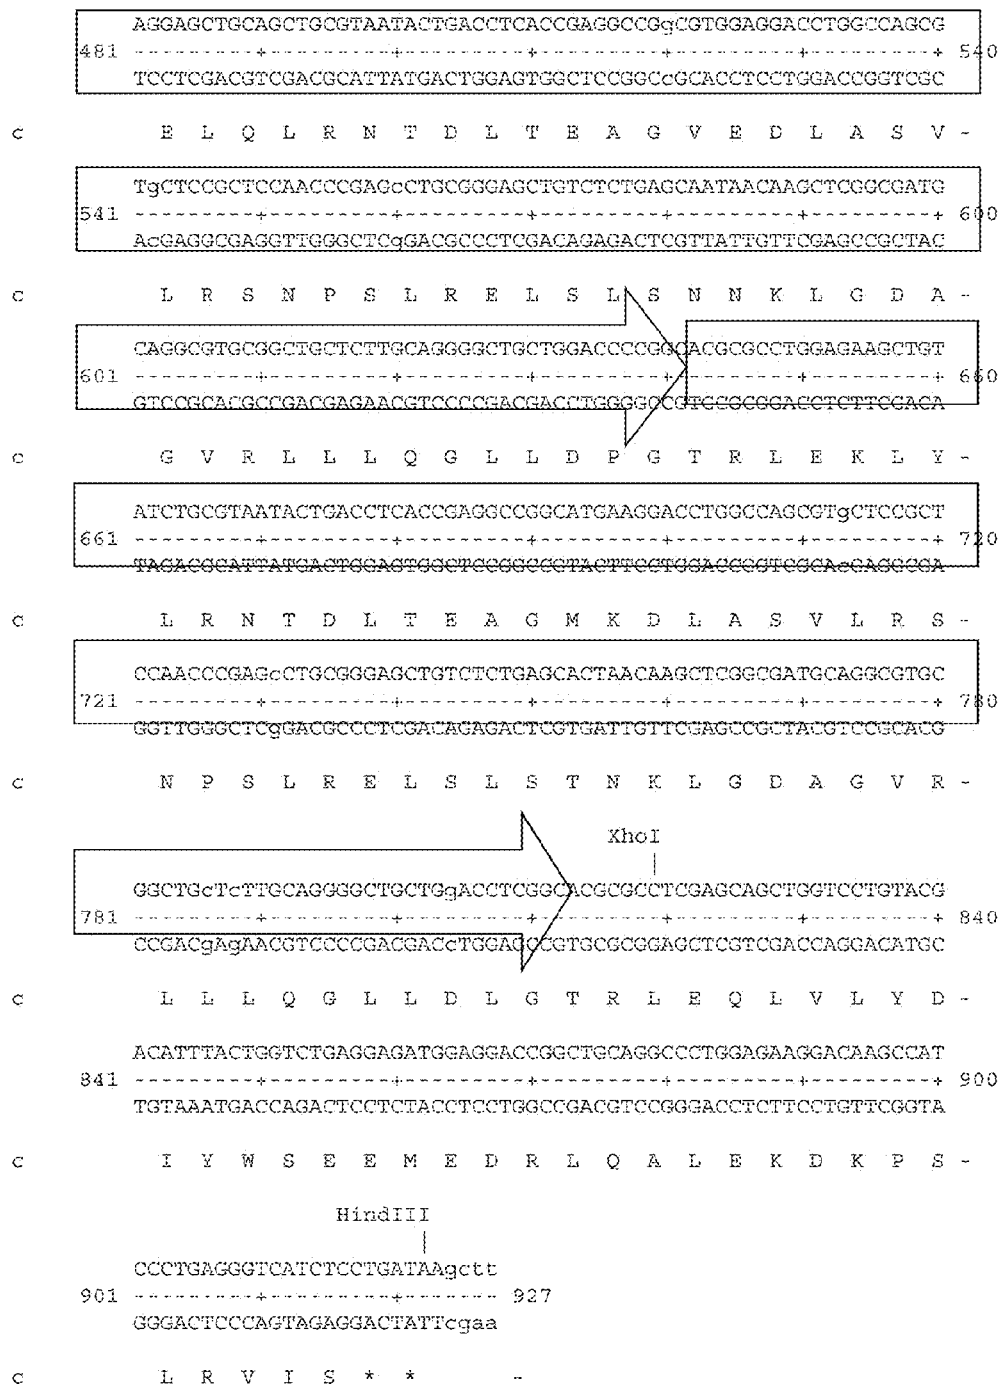 AGGAGCTGCAGCTGCGTAATACTGACCTCACCGAGGCCGgCGTGGAGGACCTGGCCAGCG
481 ---------+---------+---------+---------+---------+---------+ 540
TCCTCGACGTCGACGCATTATGACTGGAGTGGCTCCGGCcGCACCTCCTGGACCGGTCGC
c E L Q L R N T D L T E A G V E D L A S V -
TgCTCCGCTCCAACCCGAGcCTGCGGGAGCTGTCTCTGAGCAATAACAAGCTCGGCGATG
541 ---------+---------+---------+---------+---------+---------+ 600
AcGAGGCGAGGTTGGGCTCgGACGCCCTCGACAGAGACTCGTTATTGTTCGAGCCGCTAC
c L R S N P S L R E L S L S N N K L G D A -
CAGGCGTGCGGCTGCTCTTGCAGGGGCTGCTGGACCCCGGCACGCGCCTGGAGAAGCTGT
601 ---------+---------+---------+---------+---------+---------+ 660
GTCCGCACGCCGACGAGAACGTCCCCGACGACCTGGGGCCGTGCGCGGACCTCTTCGACA
c G V R L L L Q G L L D P G T R L E K L Y -
ATCTGCGTAATACTGACCTCACCGAGGCCGGCATGAAGGACCTGGCCAGCGTgCTCCGCT
661 ---------+---------+---------+---------+---------+---------+ 720
TAGACGCATTATGACTGGAGTGGCTCCGGCCGTACTTCCTGGACCGGTCGCAcGAGGCGA
c L R N T D L T E A G M K D L A S V L R S -
CCAACCCGAGcCTGCGGGAGCTGTCTCTGAGCACTAACAAGCTCGGCGATGCAGGCGTGC
721 ---------+---------+---------+---------+---------+---------+ 780
GGTTGGGCTCgGACGCCCTCGACAGAGACTCGTGATTGTTCGAGCCGCTACGTCCGCACG
c N P S L R E L S L S T N K L G D A G V R -
XhoI
GGCTGcTcTTGCAGGGGCTGCTGgACCTCGGCACGCGCCTCGAGCAGCTGGTCCTGTACG
781 ---------+---------+---------+---------+---------+---------+ 840
CCGACgAgAACGTCCCCGACGACcTGGAGCCGTGCGCGGAGCTCGTCGACCAGGACATGC
c L L L Q G L L D L G T R L E Q L V L Y D -
ACATTTACTGGTCTGAGGAGATGGAGGACCGGCTGCAGGCCCTGGAGAAGGACAAGCCAT
841 ---------+---------+---------+---------+---------+---------+ 900
TGTAAATGACCAGACTCCTCTACCTCCTGGCCGACGTCCGGGACCTCTTCCTGTTCGGTA
c I Y W S E E M E D R L Q A L E K D K P S -
HindIII
CCCTGAGGGTCATCTCCTGATAAgctt
901 ---------+---------+------- 927
GGGACTCCCAGTAGAGGACTATTcgaa
c L R V I S * * -